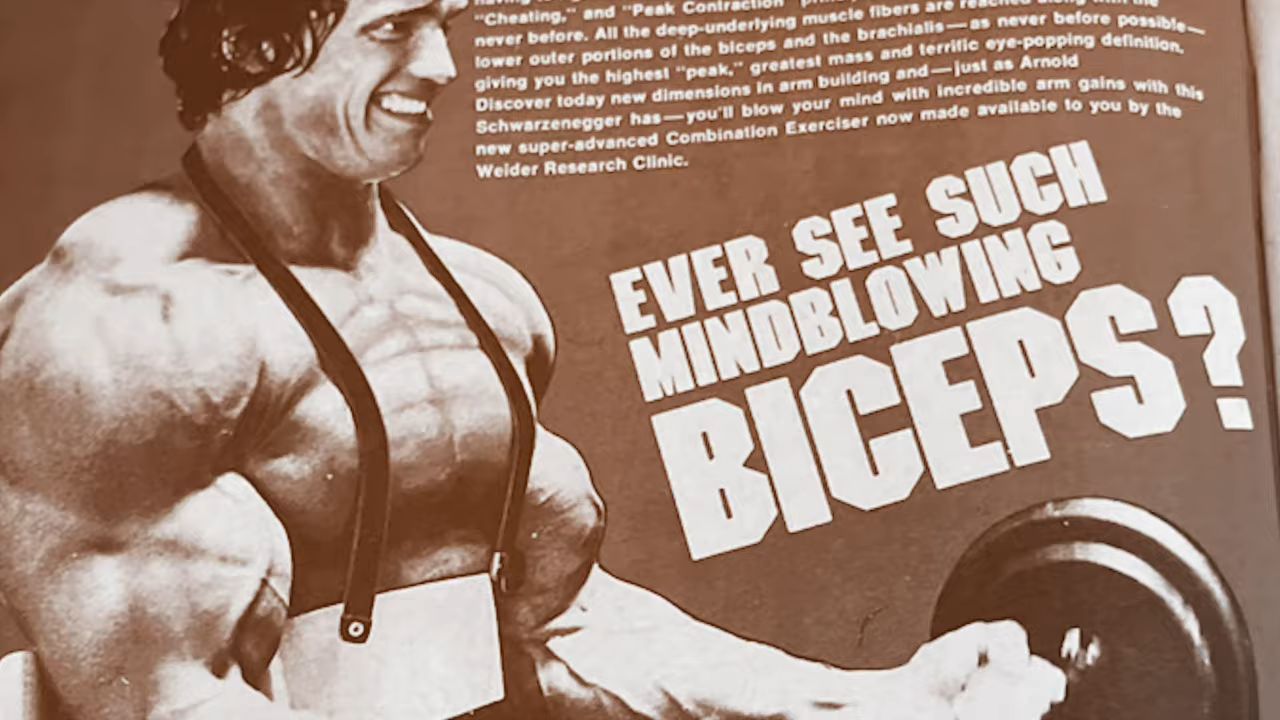 "Cheating," and "Peak Contraction"
never before. All the deep-underlying muscle fibers are reached along with the
lower outer portions of the biceps and the brachialis—as never before possible—
giving you the highest "peak," greatest mass and terrific eye-popping definition.
Discover today new dimensions in arm building and—just as Arnold
Schwarzenegger has—you'll blow your mind with incredible arm gains with this
new super-advanced Combination Exerciser now made available to you by the
Weider Research Clinic.
EVER SEE SUCH
MINDBLOWING
BICEPS?